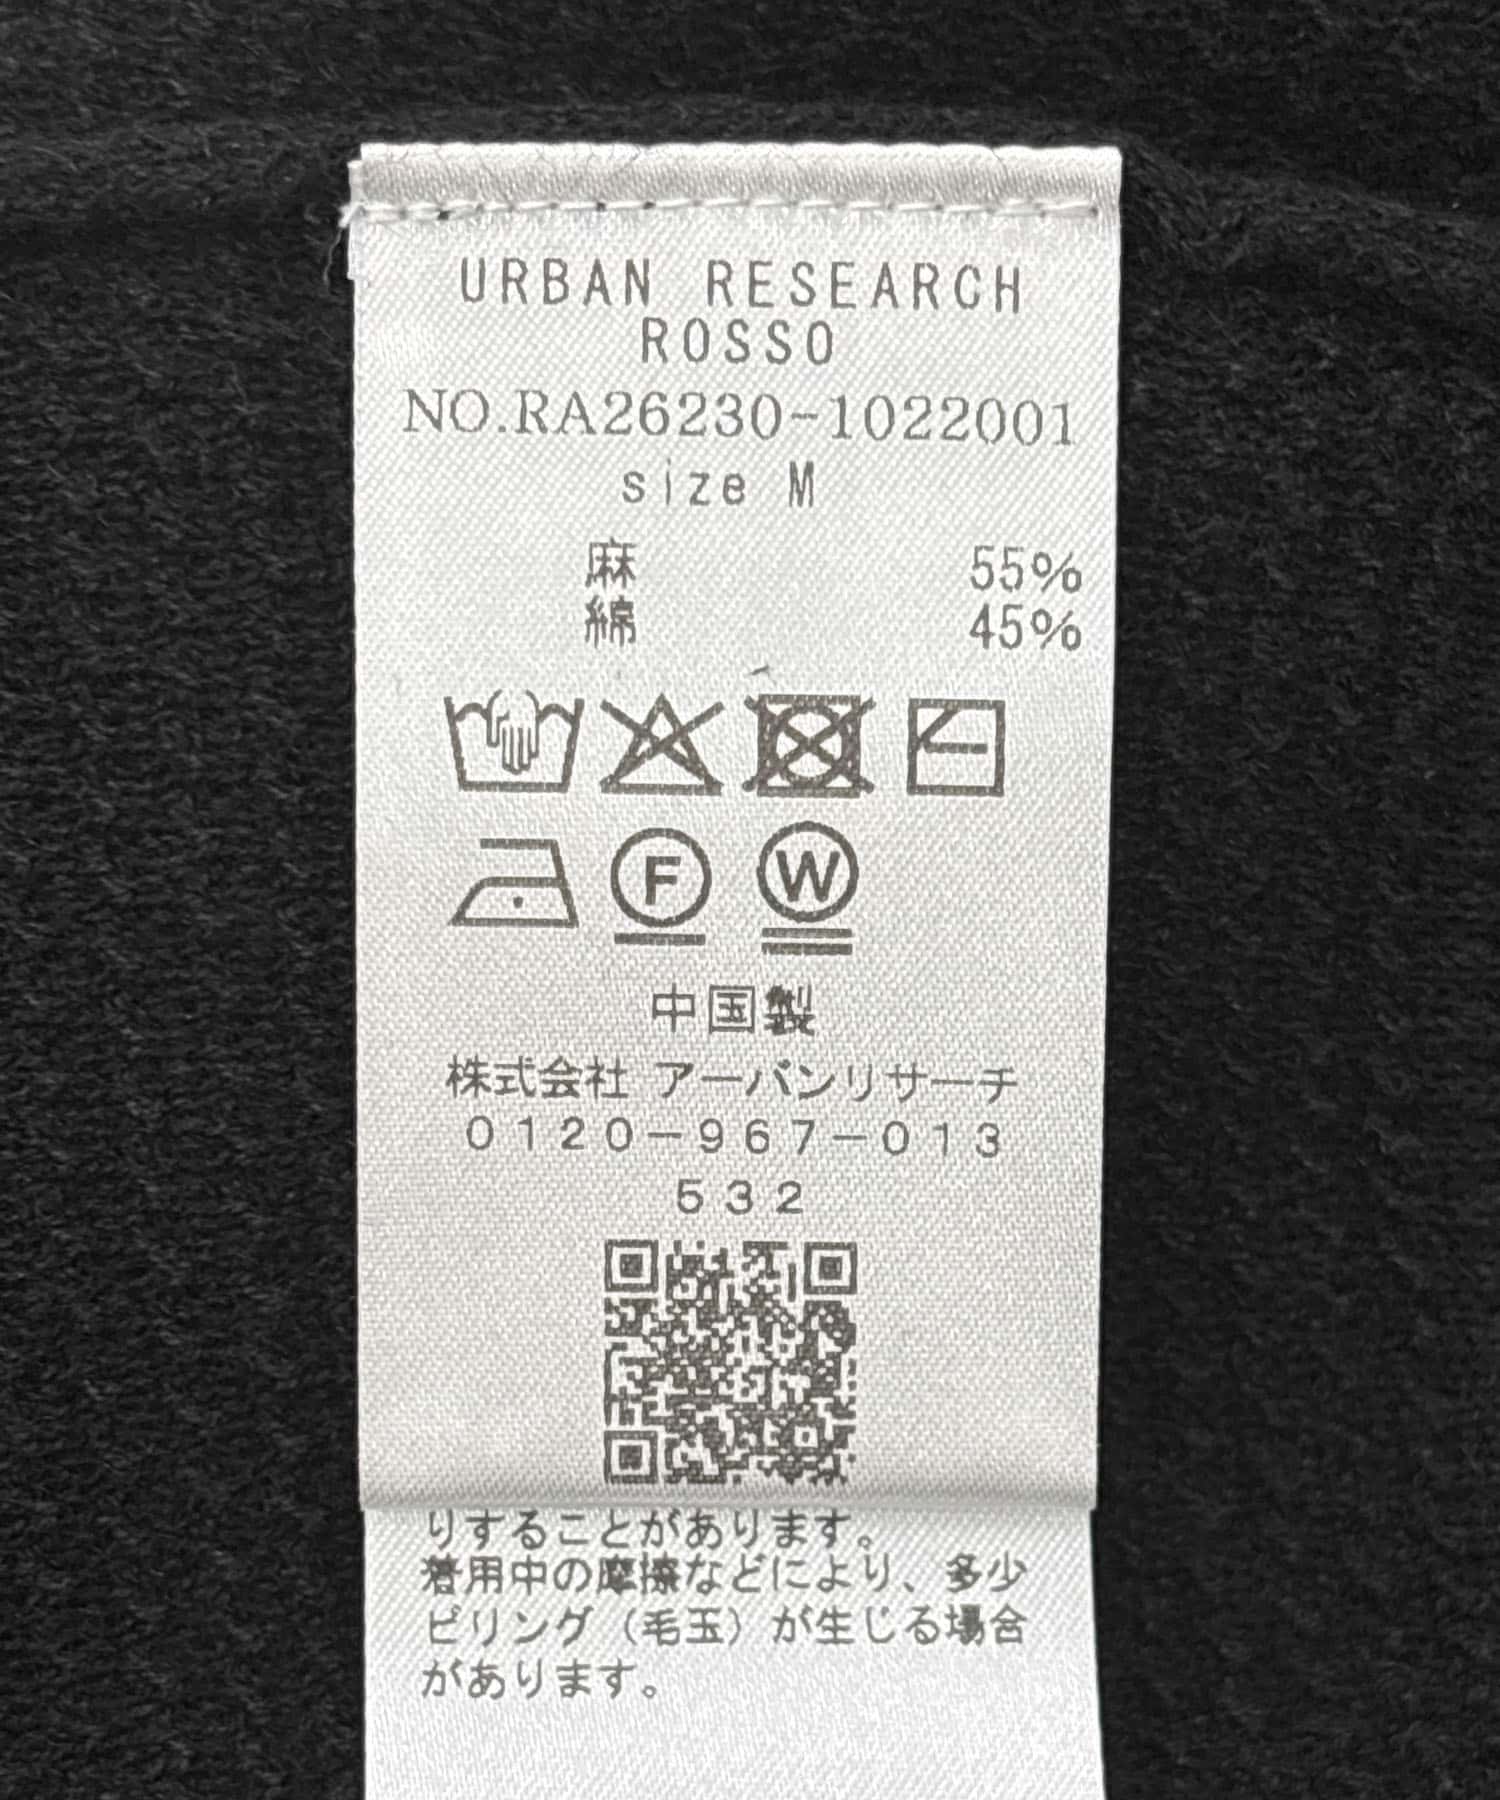 URBAN RESEARCH
ROSSO
NO.RA26230-1022001
size M
麻 55%
綿 45%
F W
中国製
株式会社 アーバンリサーチ
0120-967-013
532
りすることがあります。
着用中の摩擦などにより、多少
ピリング（毛玉）が生じる場合
があります。